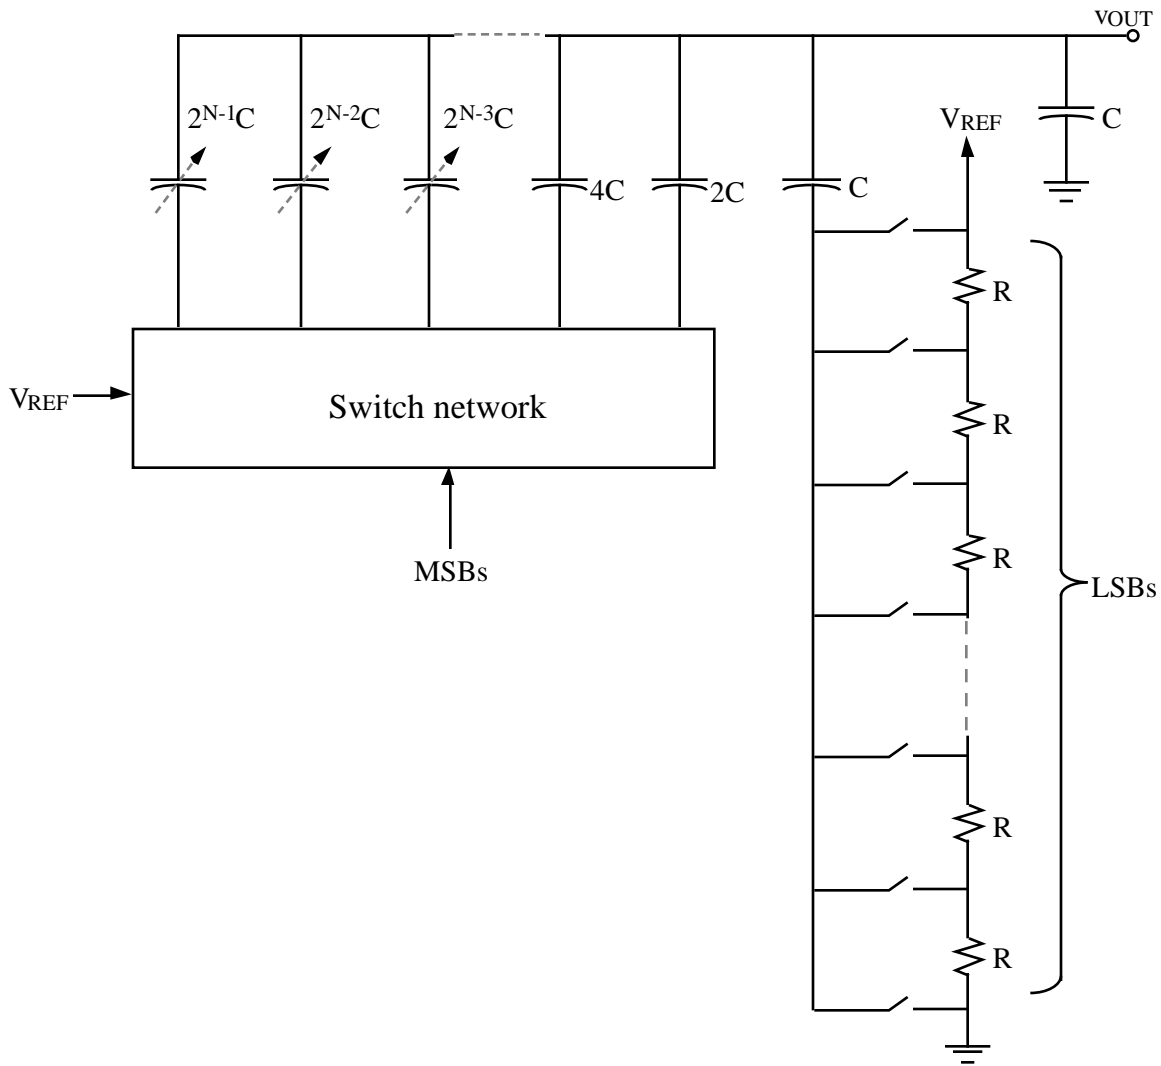 vOUT
2^N-1C
2^N-2C
2^N-3C
VREF
C
4C
2C
C
R
VREF
Switch network
R
R
MSBs
LSBs
R
R